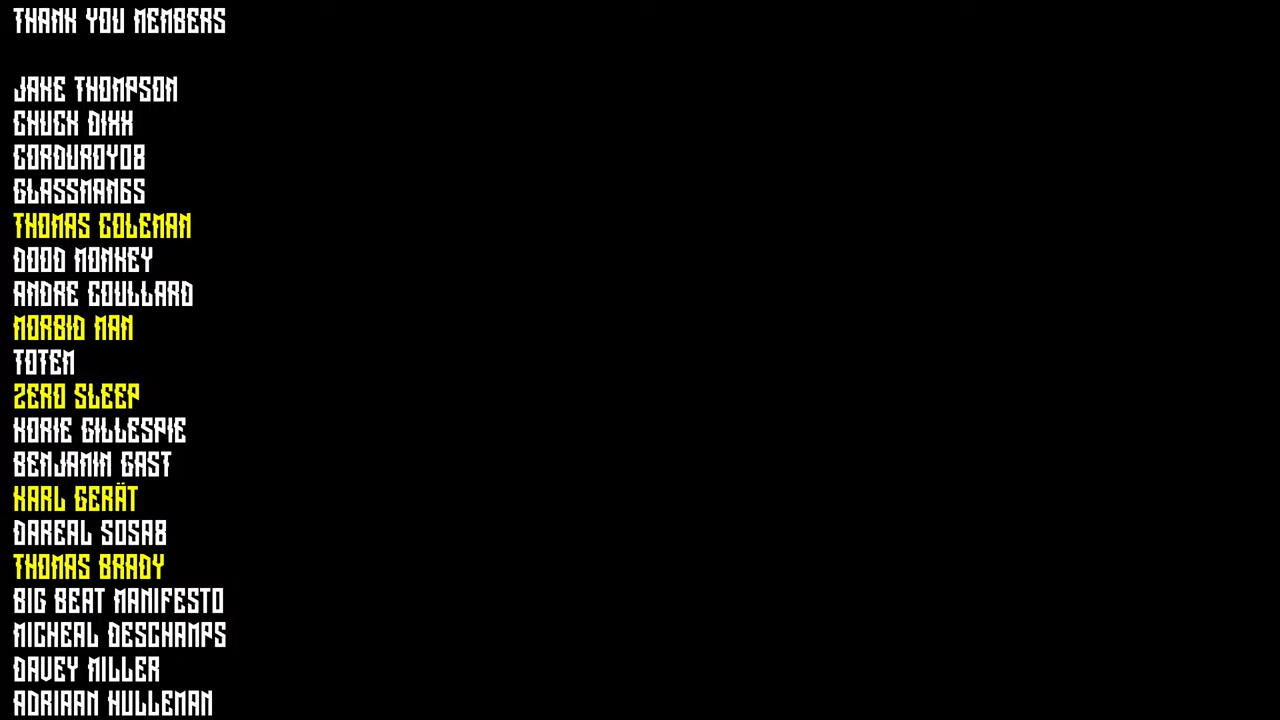 THANK YOU MEMBERS
JAKE THOMPSON
CHUCK DIXX
CORDUROY08
GLASSMAN65
THOMAS COLEMAN
DOOD MONKEY
ANDRE COULLARD
MORBID MAN
TOTEM
ZERO SLEEP
KORIE GILLESPIE
BENJAMIN GAST
KARL GERÄT
DAREAL SOSA8
THOMAS BRADY
BIG BEAT MANIFESTO
MICHEAL DESCHAMPS
DAVEY MILLER
ADRIAAN HULLEMAN